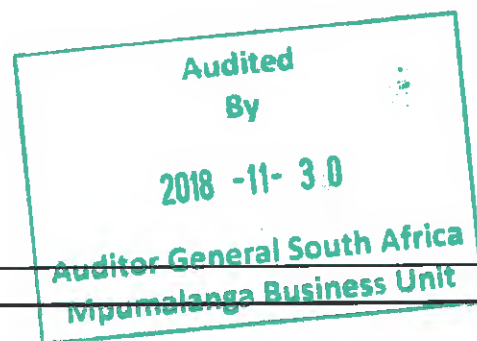 Audited
By
2018 -11- 30
Auditor General South Africa
Mpumalanga Business Unit